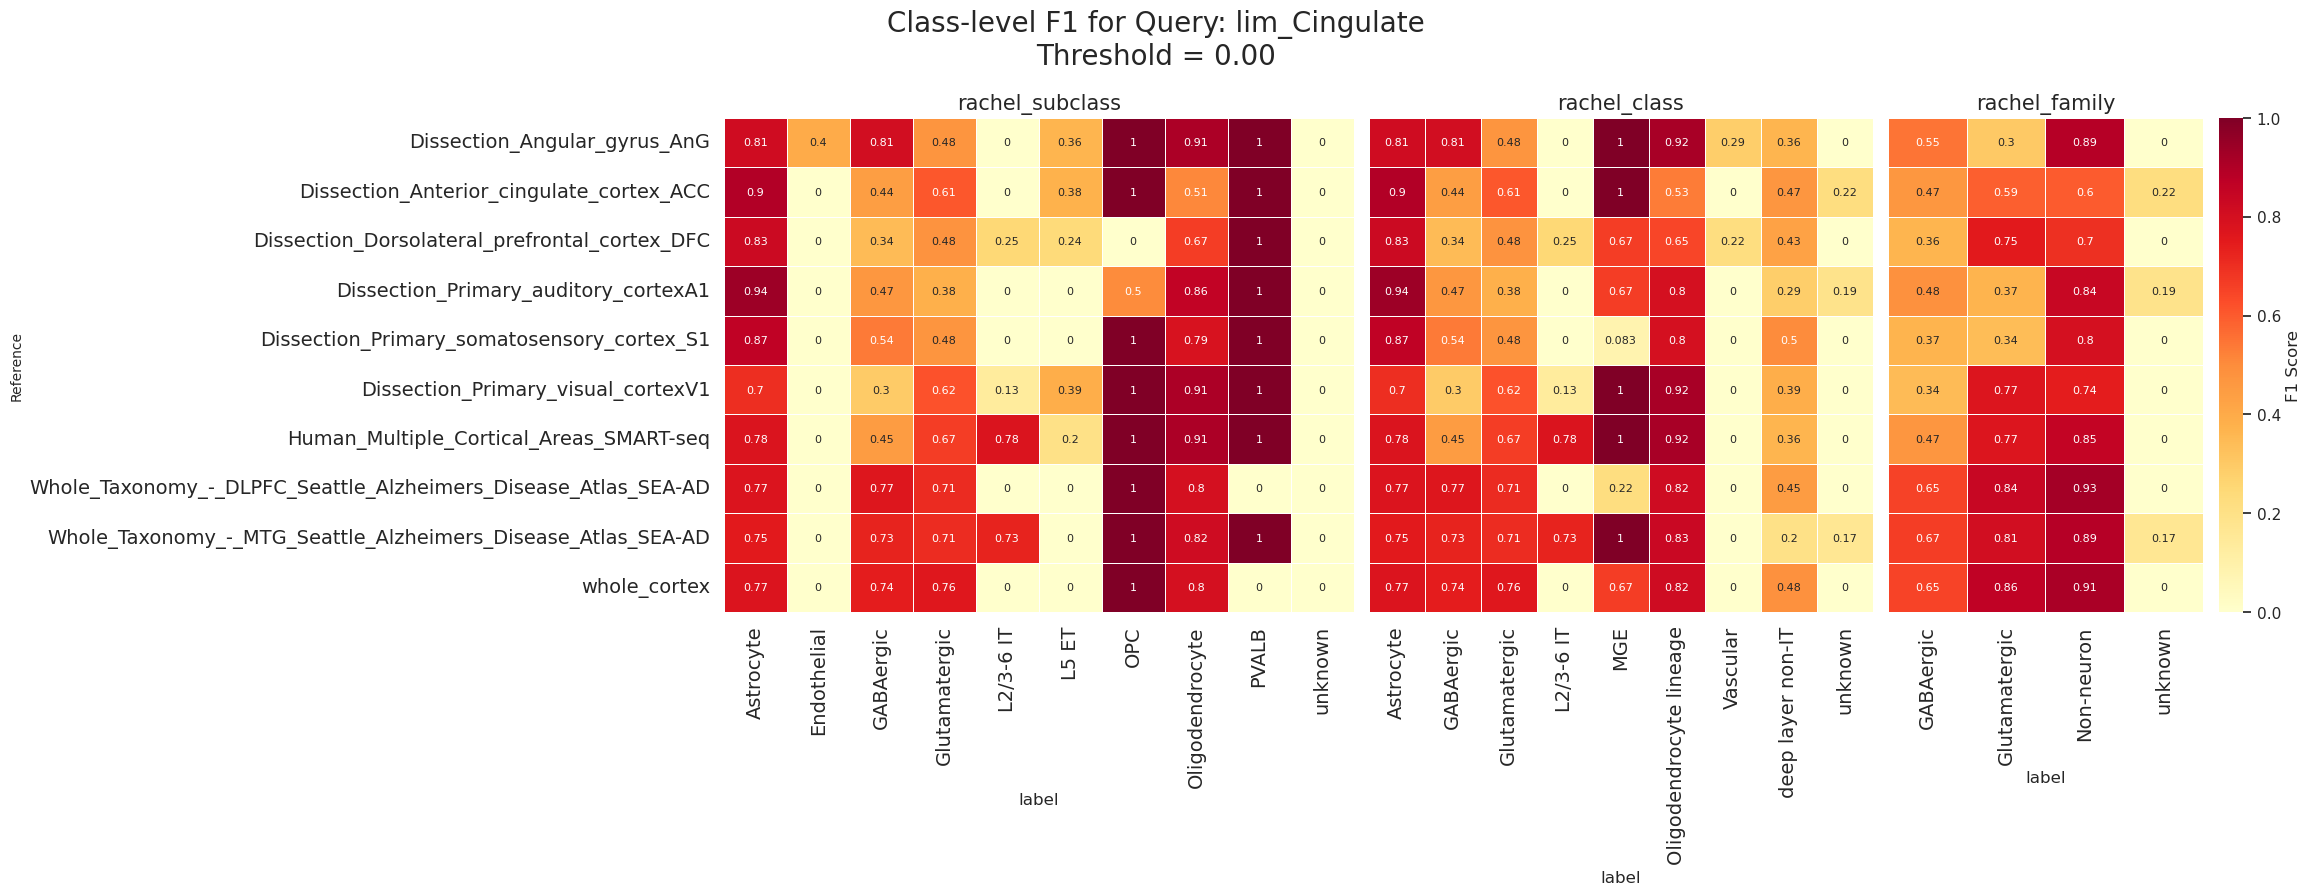 Class-level F1 for Query: lim_Cingulate
Threshold = 0.00
rachel_subclass
rachel_class
rachel_family
Reference
Dissection_Angular_gyrus_AnG 0.81 0.4 0.81 0.48 0 0.36 1 0.91 1 0 0.81 0.81 0.48 0 1 0.92 0.29 0.36 0 0.55 0.3 0.89 0
Dissection_Anterior_cingulate_cortex_ACC 0.9 0 0.44 0.61 0 0.38 1 0.51 1 0 0.9 0.44 0.61 0 1 0.53 0 0.47 0.22 0.47 0.59 0.6 0.22
Dissection_Dorsolateral_prefrontal_cortex_DFC 0.83 0 0.34 0.48 0.25 0.24 0 0.67 1 0 0.83 0.34 0.48 0.25 0.67 0.65 0.22 0.43 0 0.36 0.75 0.7 0
Dissection_Primary_auditory_cortexA1 0.94 0 0.47 0.38 0 0 0.5 0.86 1 0 0.94 0.47 0.38 0 0.67 0.8 0 0.29 0.19 0.48 0.37 0.84 0.19
Dissection_Primary_somatosensory_cortex_S1 0.87 0 0.54 0.48 0 0 1 0.79 1 0 0.87 0.54 0.48 0 0.083 0.8 0 0.5 0 0.37 0.34 0.8 0
Dissection_Primary_visual_cortexV1 0.7 0 0.3 0.62 0.13 0.39 1 0.91 1 0 0.7 0.3 0.62 0.13 1 0.92 0 0.39 0 0.34 0.77 0.74 0
Human_Multiple_Cortical_Areas_SMART-seq 0.78 0 0.45 0.67 0.78 0.2 1 0.91 1 0 0.78 0.45 0.67 0.78 1 0.92 0 0.36 0 0.47 0.77 0.85 0
Whole_Taxonomy_-_DLPFC_Seattle_Alzheimers_Disease_Atlas_SEA-AD 0.77 0 0.77 0.71 0 0 1 0.8 0 0 0.77 0.77 0.71 0 0.22 0.82 0 0.45 0 0.65 0.84 0.93 0
Whole_Taxonomy_-_MTG_Seattle_Alzheimers_Disease_Atlas_SEA-AD 0.75 0 0.73 0.71 0.73 0 1 0.82 1 0 0.75 0.73 0.71 0.73 1 0.83 0 0.2 0.17 0.67 0.81 0.89 0.17
whole_cortex 0.77 0 0.74 0.76 0 0 1 0.8 0 0 0.77 0.74 0.76 0 0.67 0.82 0 0.48 0 0.65 0.86 0.91 0
Astrocyte
Endothelial
GABAergic
Glutamatergic
L2/3-6 IT
L5 ET
OPC
Oligodendrocyte
PVALB
unknown
label
Astrocyte
GABAergic
Glutamatergic
L2/3-6 IT
MGE
Oligodendrocyte lineage
Vascular
deep layer non-IT
unknown
label
GABAergic
Glutamatergic
Non-neuron
unknown
label
1.0
0.8
0.6
0.4
0.2
0.0
F1 Score